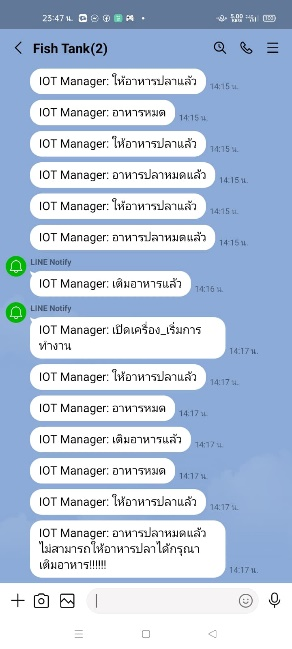 23:47 น.
5.00 KB/S
100
Fish Tank(2)
IOT Manager: ให้อาหารปลาแล้ว
14:15 น.
IOT Manager: อาหารหมด
14:15 น.
IOT Manager: ให้อาหารปลาแล้ว
14:15 น.
IOT Manager: อาหารปลาหมดแล้ว
14:15 น.
IOT Manager: ให้อาหารปลาแล้ว
14:15 น.
IOT Manager: อาหารปลาหมดแล้ว
14:15 น.
LINE Notify
IOT Manager: เติมอาหารแล้ว
14:16 น.
LINE Notify
IOT Manager: เปิดเครื่อง_เริ่มการ
ทำงาน
14:17 น.
IOT Manager: ให้อาหารปลาแล้ว
14:17 น.
IOT Manager: อาหารหมด
14:17 น.
IOT Manager: เติมอาหารแล้ว
14:17 น.
IOT Manager: อาหารหมด
14:17 น.
IOT Manager: ให้อาหารปลาแล้ว
14:17 น.
IOT Manager: อาหารปลาหมดแล้ว
ไม่สามารถให้อาหารปลาได้กรุณา
เติมอาหาร!!!!!!
14:17 น.